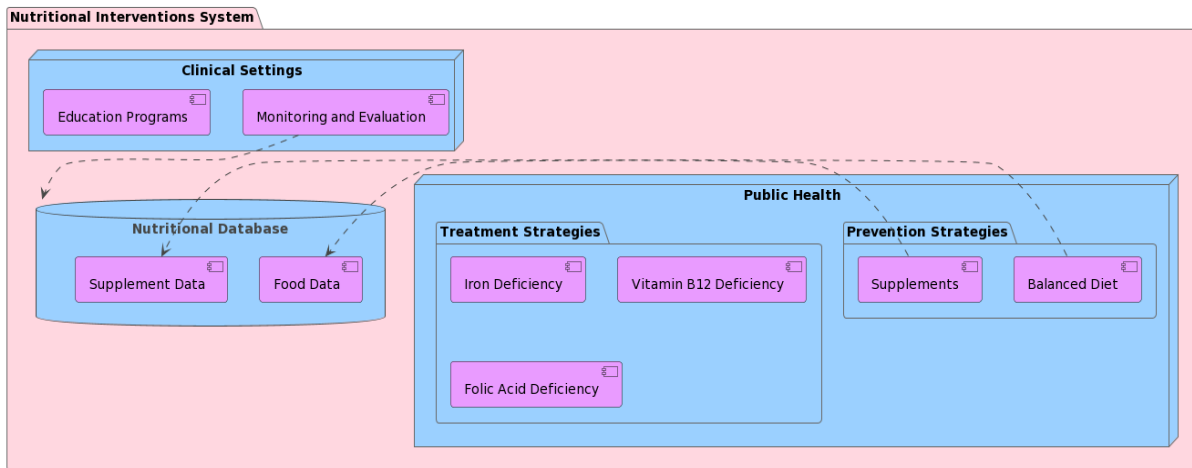 Nutritional Interventions System
Clinical Settings
Education Programs
Monitoring and Evaluation
Public Health
Nutritional Database
Treatment Strategies
Prevention Strategies
Supplement Data
Food Data
Iron Deficiency
Vitamin B12 Deficiency
Supplements
Balanced Diet
Folic Acid Deficiency